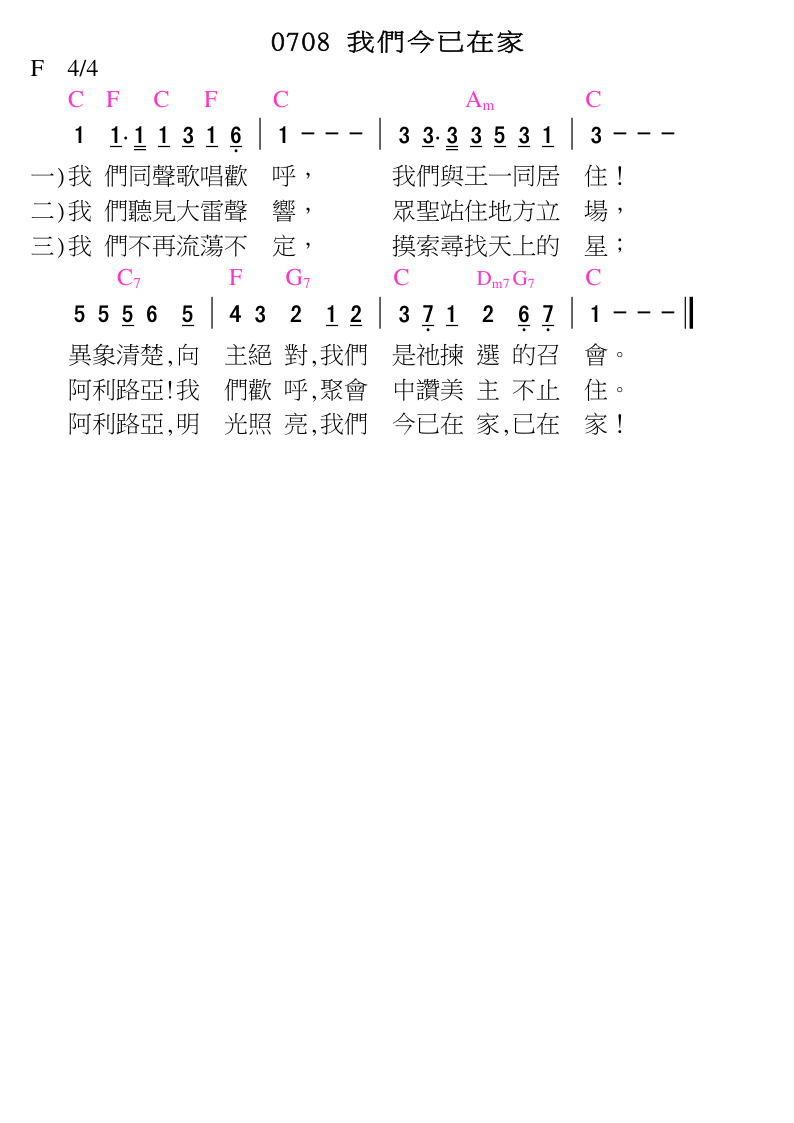 0708 我們今已在家
F 4/4
C F C F C Am C
1 1· 1 1 3 1 6 | 1 - - - | 3 3· 3 3 5 3 1 | 3 - - -
一)我 們同聲歌唱歡 呼， 我們與王一同居 住！
二)我 們聽見大雷聲 響， 眾聖站住地方立 場，
三)我 們不再流蕩不 定， 摸索尋找天上的 星；
C7 F G7 C Dm7 G7 C
5 5 5 6 5 | 4 3 2 1 2 | 3 7 1 2 6 7 | 1 - - - ‖
異象清楚,向 主絕 對,我們 是祂揀 選 的召 會。
阿利路亞!我 們歡 呼,聚會 中讚美 主 不止 住。
阿利路亞,明 光照 亮,我們 今已在 家,已在 家！